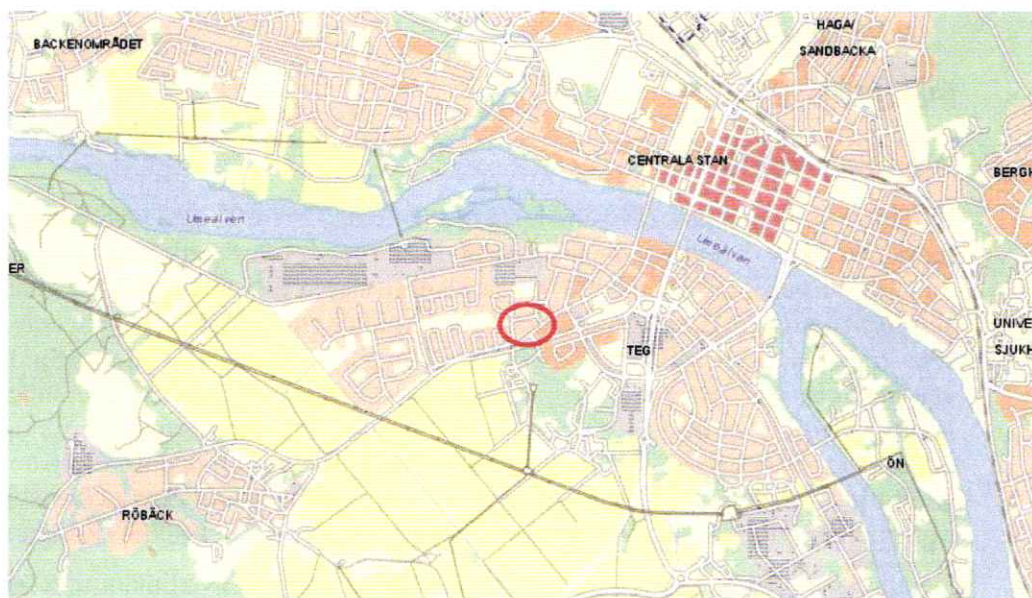 BACKENOMRÅDET
HAGA/
SANDBACKA
CENTRALA STAN
BERGH
Umeälven
Umeälven
ER
TEG
UNIVE
SJUKH
ÖN
RÖBÄCK